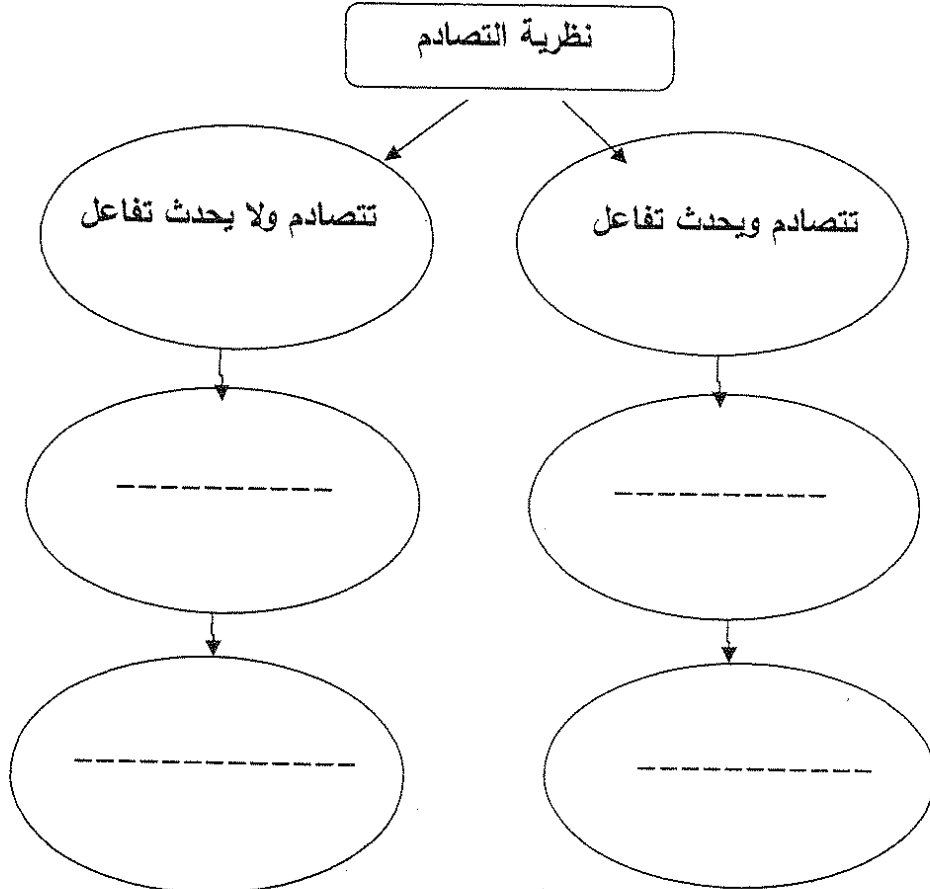 نظرية التصادم
تتصادم ويحدث تفاعل
تتصادم ولا يحدث تفاعل
----------
----------
-----------
-------------